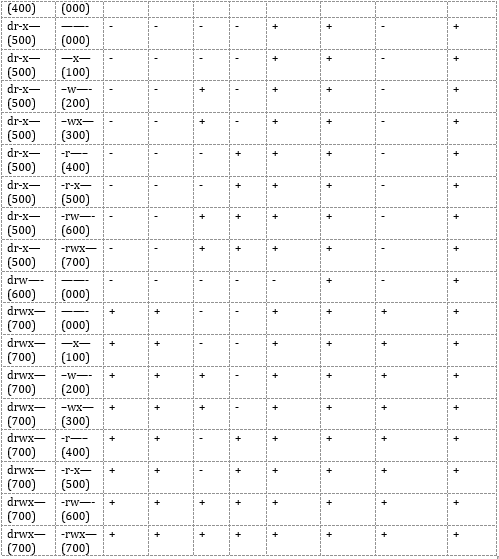 (400) (000)
dr-x— ——- - - - - + + - +
(500) (000)
dr-x— —x— - - - - + + - +
(500) (100)
dr-x— –w—- - - + - + + - +
(500) (200)
dr-x— –wx— - - + - + + - +
(500) (300)
dr-x— -r—– - - - + + + - +
(500) (400)
dr-x— -r-x— - - - + + + - +
(500) (500)
dr-x— -rw—- - - + + + + - +
(500) (600)
dr-x— -rwx— - - + + + + - +
(500) (700)
drw—- ——- - - - - - + - +
(600) (000)
drwx— ——- + + - - + + + +
(700) (000)
drwx— —x— + + - - + + + +
(700) (100)
drwx— –w—- + + + - + + + +
(700) (200)
drwx— –wx— + + + - + + + +
(700) (300)
drwx— -r—– + + - + + + + +
(700) (400)
drwx— -r-x— + + - + + + + +
(700) (500)
drwx— -rw—- + + + + + + + +
(700) (600)
drwx— -rwx— + + + + + + + +
(700) (700)